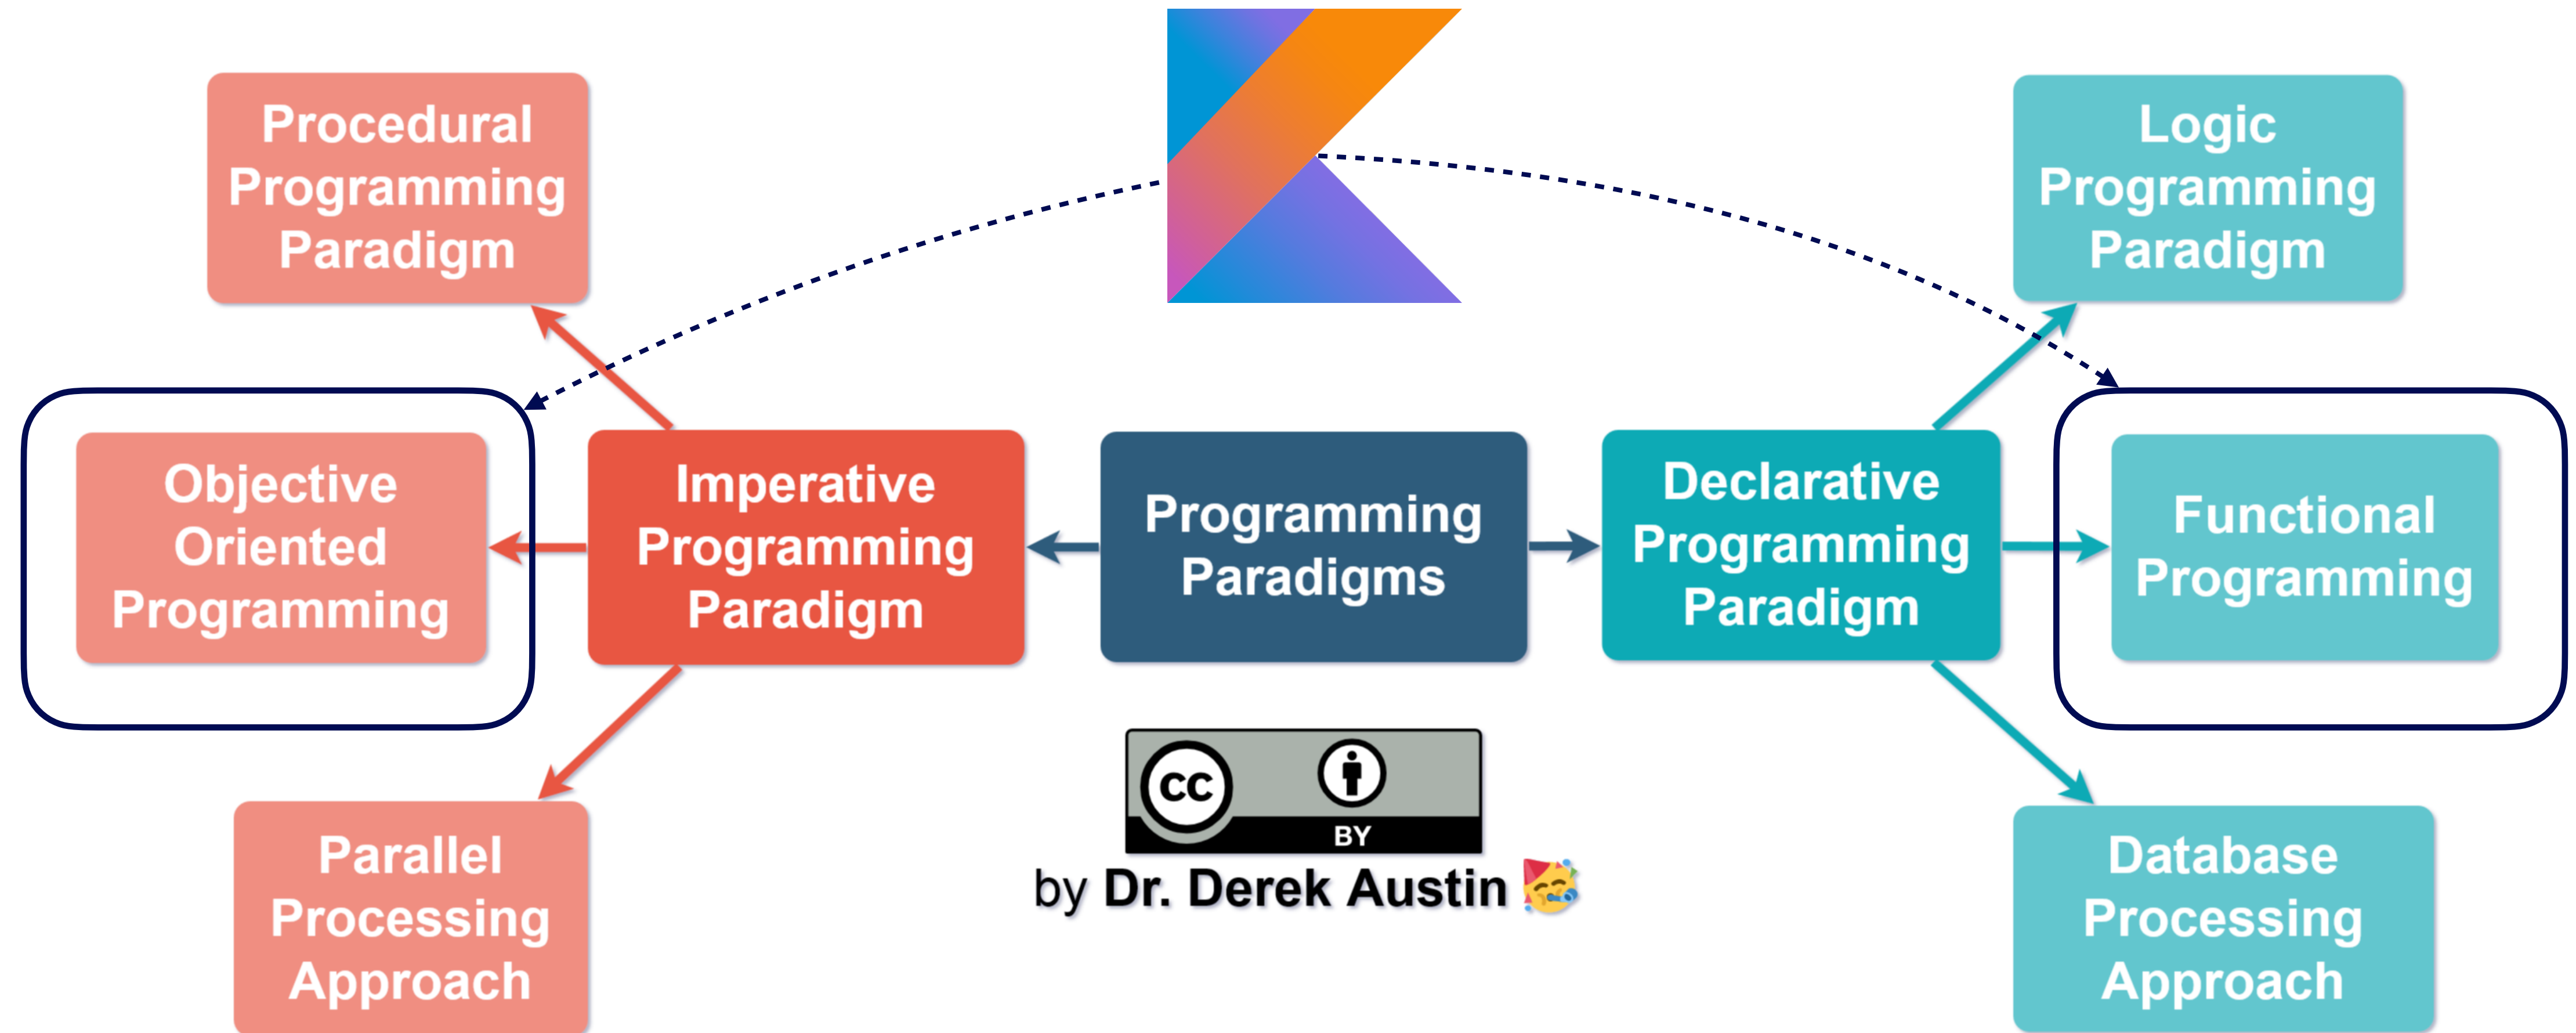 Procedural
Programming
Paradigm
Logic
Programming
Paradigm
Objective
Oriented
Programming
Imperative
Programming
Paradigm
Programming
Paradigms
Declarative
Programming
Paradigm
Functional
Programming
cc
BY
by Dr. Derek Austin 🥳
Parallel
Processing
Approach
Database
Processing
Approach